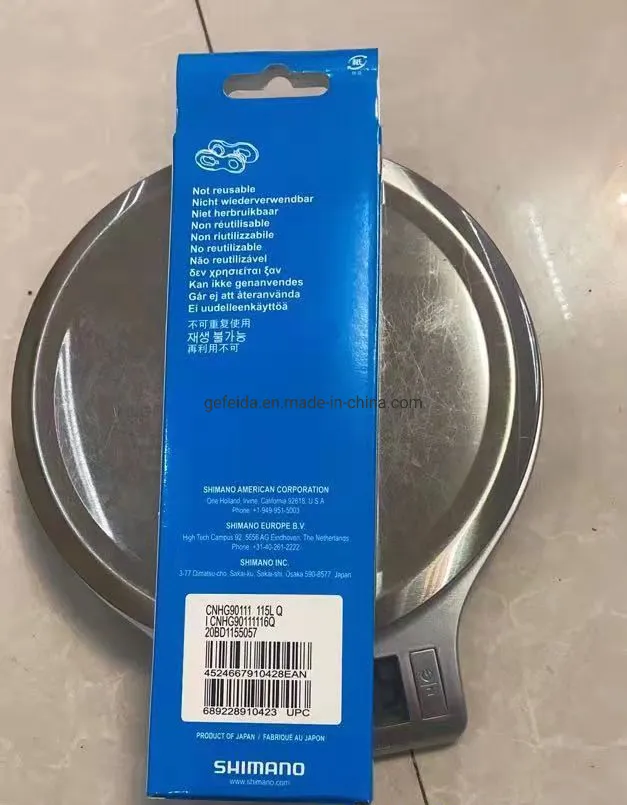 Not reusable
Nicht wiederverwendbar
Niet herbruikbaar
Non réutilisable
Non riutilizzabile
No reutilizable
Não reutilizável
δεν χρησιείται ξαν
Kan ikke genanvendes
Går ej att återanvända
Ei uudelleenkäyttöä
不可重复使用
재생 불가능
再利用不可
gefeida.en.made-in-china.com
SHIMANO AMERICAN CORPORATION
One Holland, Irvine, California 92618, U.S.A
Phone: +1-949-951-5003
SHIMANO EUROPE B.V.
High Tech Campus 92, 5656 AG Eindhoven, The Netherlands
Phone: +31-40-261-2222
SHIMANO INC.
3-77 Oimatsu-cho, Sakai-ku, Sakai-shi, Osaka 590-8577, Japan
CNHG90111 115L Q
I CNHG90111116Q
20BD1155057
4524667910428EAN
689228910423 UPC
PRODUCT OF JAPAN / FABRIQUE AU JAPON
SHIMANO
www.shimano.com